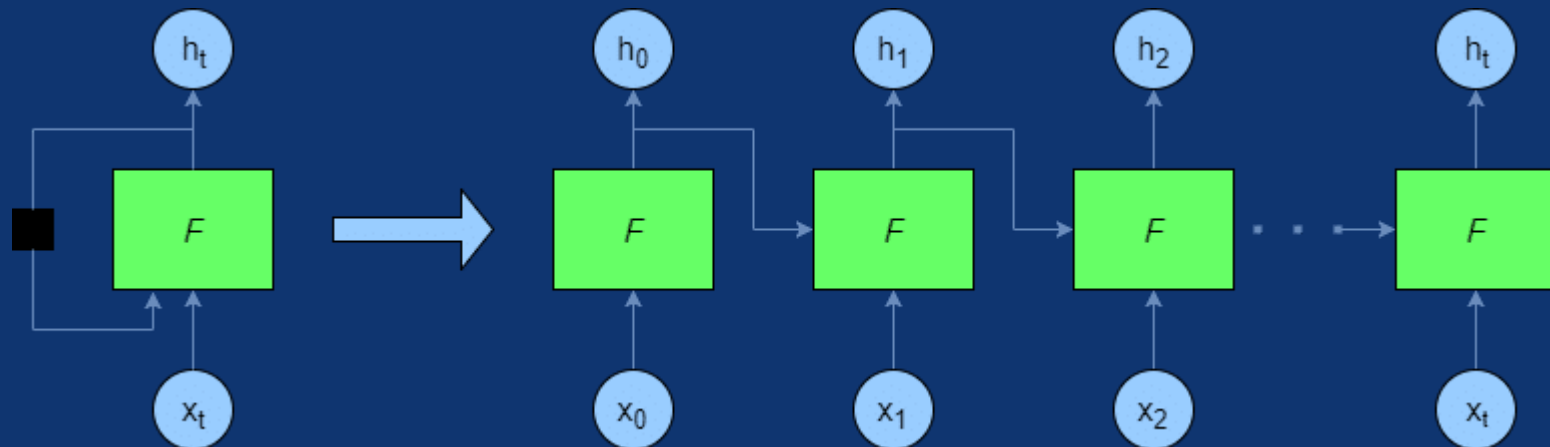 h₀ h₁ h₂ hₜ
hₜ
F
F F F F
xₜ
x₀ x₁ x₂ xₜ